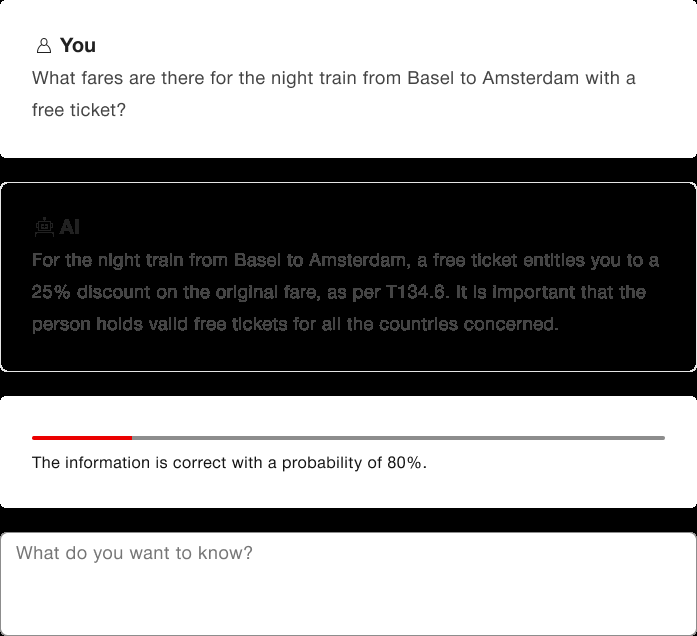 You
What fares are there for the night train from Basel to Amsterdam with a
free ticket?
AI
For the night train from Basel to Amsterdam, a free ticket entitles you to a
25% discount on the original fare, as per T134.6. It is important that the
person holds valid free tickets for all the countries concerned.
The information is correct with a probability of 80%.
What do you want to know?